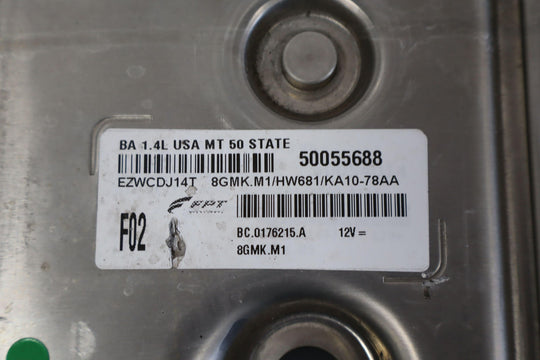 BA 1.4L USA MT 50 STATE
50055688
EZWCDJ14T 8GMK.M1/HW681/KA10-78AA
FPT
F02
BC.0176215.A 12V =
8GMK.M1